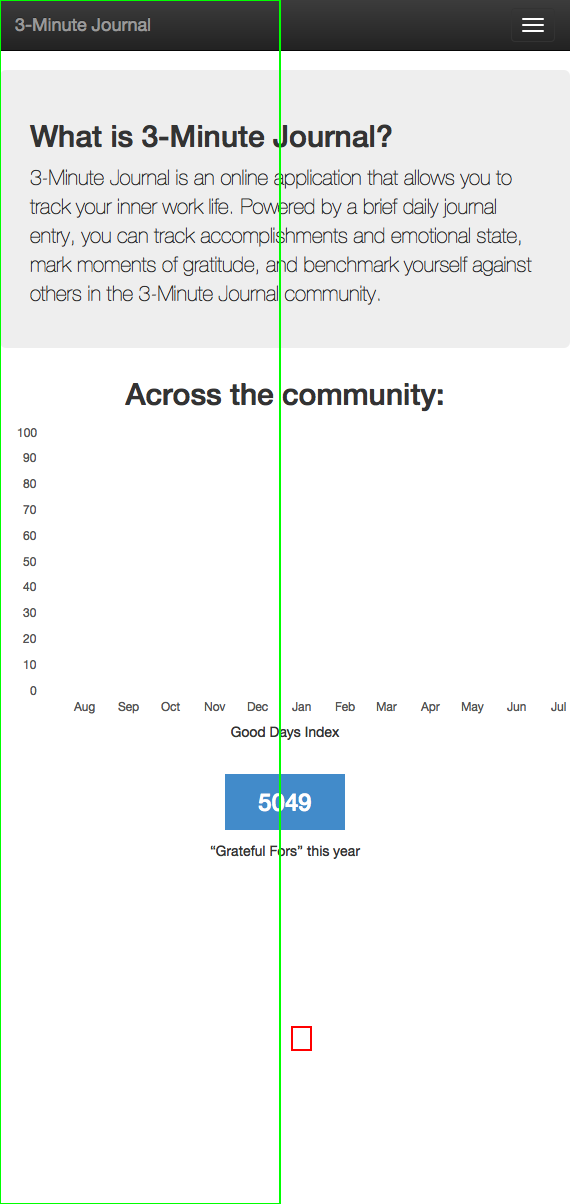 3-Minute Journal
What is 3-Minute Journal?
3-Minute Journal is an online application that allows you to
track your inner work life. Powered by a brief daily journal
entry, you can track accomplishments and emotional state,
mark moments of gratitude, and benchmark yourself against
others in the 3-Minute Journal community.
Across the community:
100
90
80
70
60
50
40
30
20
10
0
Aug Sep Oct Nov Dec Jan Feb Mar Apr May Jun Jul
Good Days Index
5049
“Grateful Fors” this year